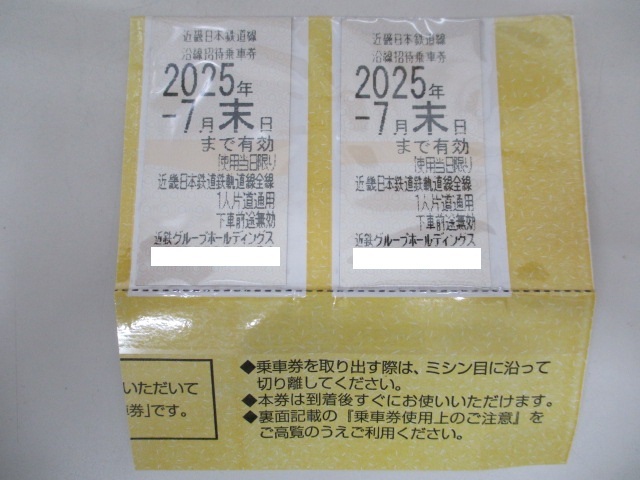 近畿日本鉄道線
沿線招待乗車券
2025年
-7月末日
まで有効
(使用当日限り)
近畿日本鉄道鉄軌道線全線
1人片道通用
下車前途無効
近鉄グループホールディングス
近畿日本鉄道線
沿線招待乗車券
2025年
-7月末日
まで有効
(使用当日限り)
近畿日本鉄道鉄軌道線全線
1人片道通用
下車前途無効
近鉄グループホールディングス
いただいて
券」です。
◆乗車券を取り出す際は、ミシン目に沿って
切り離してください。
◆本券は到着後すぐにお使いいただけます。
◆裏面記載の『乗車券使用上のご注意』を
ご高覧のうえご利用ください。